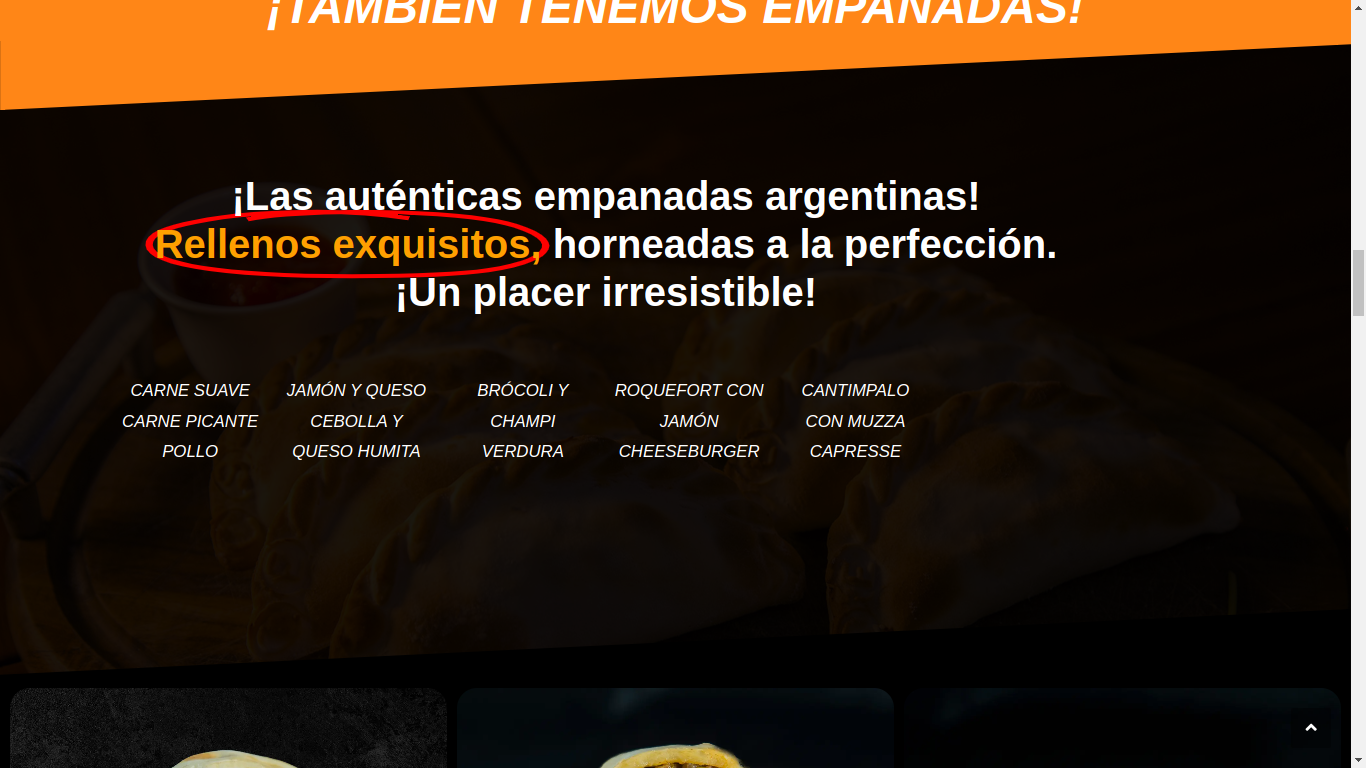 ¡TAMBIÉN TENEMOS EMPANADAS!
¡Las auténticas empanadas argentinas!
Rellenos exquisitos, horneadas a la perfección.
¡Un placer irresistible!
CARNE SUAVE
CARNE PICANTE
POLLO
JAMÓN Y QUESO
CEBOLLA Y
QUESO HUMITA
BRÓCOLI Y
CHAMPI
VERDURA
ROQUEFORT CON
JAMÓN
CHEESEBURGER
CANTIMPALO
CON MUZZA
CAPRESSE